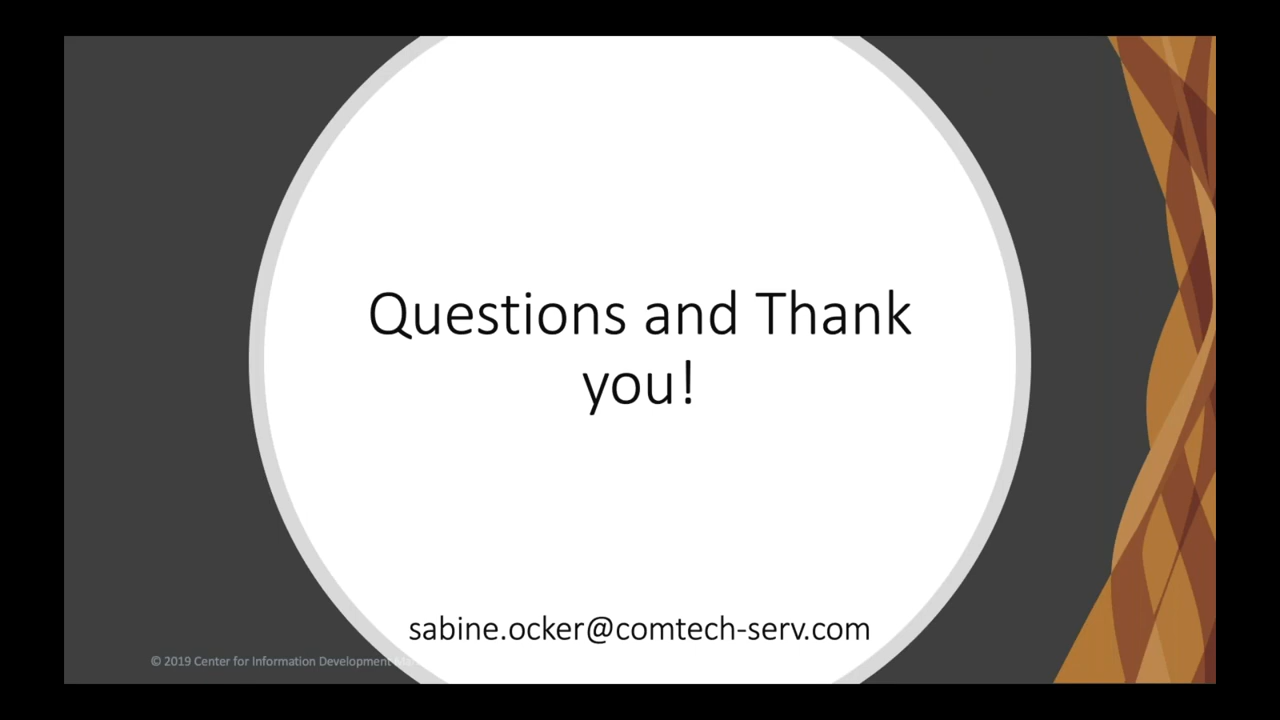 Questions and Thank
you!
sabine.ocker@comtech-serv.com
© 2019 Center for Information Development